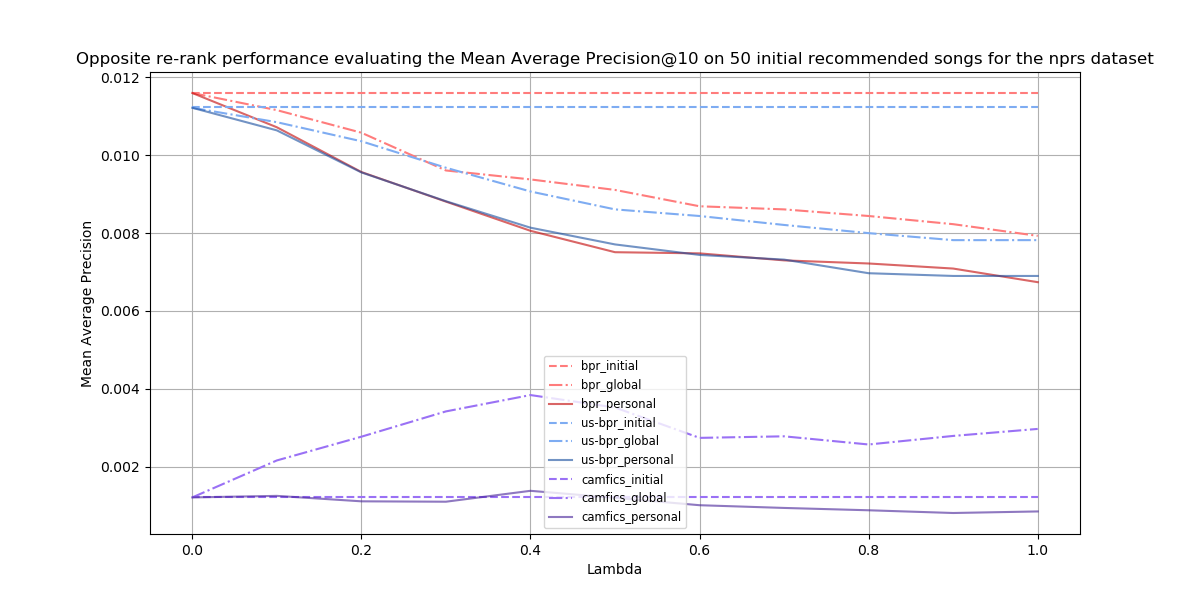 Opposite re-rank performance evaluating the Mean Average Precision@10 on 50 initial recommended songs for the nprs dataset
0.012
0.010
0.008
0.006
0.004
0.002
Mean Average Precision
bpr_initial
bpr_global
bpr_personal
us-bpr_initial
us-bpr_global
us-bpr_personal
camfics_initial
camfics_global
camfics_personal
0.0 0.2 0.4 0.6 0.8 1.0
Lambda